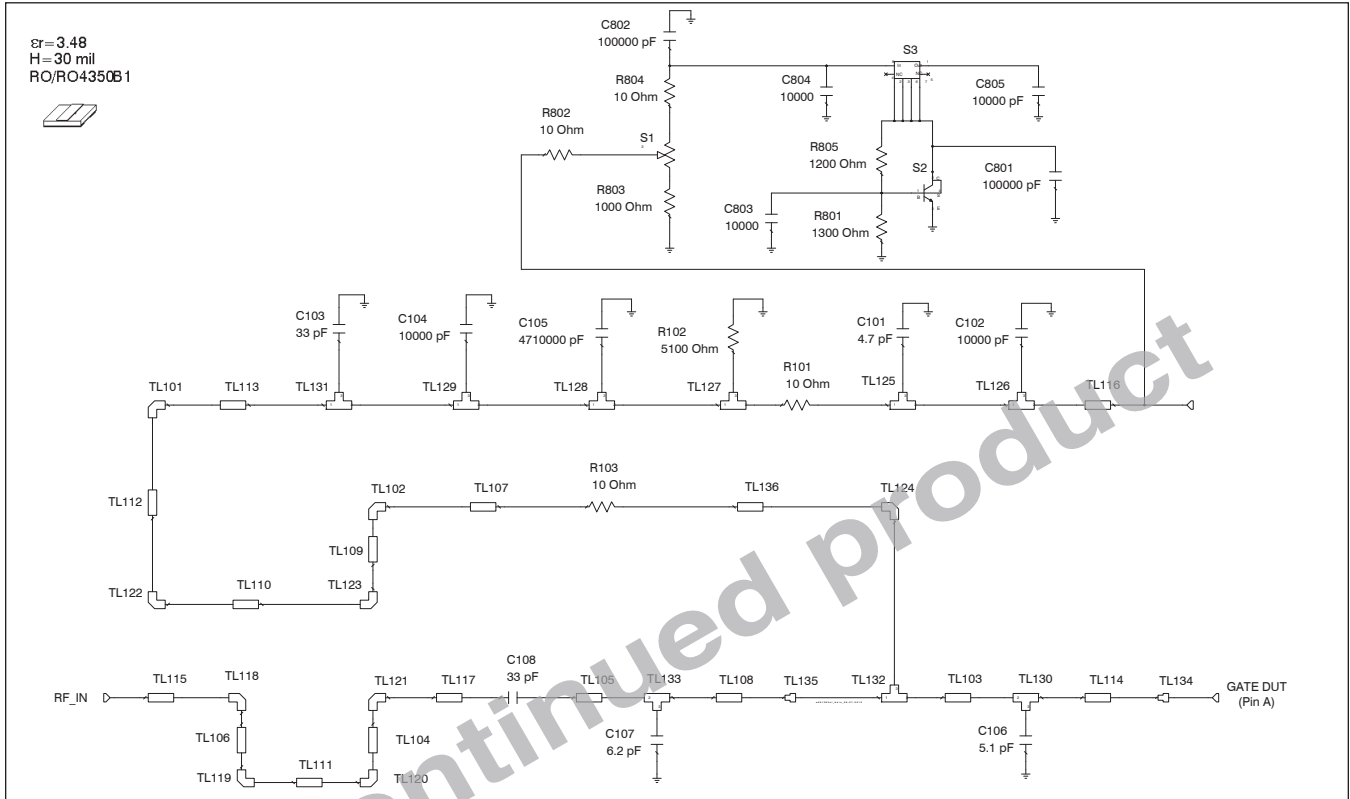 εr=3.48
H=30 mil
RO/RO4350B1
C802
100000 pF
R804
10 Ohm
R802
10 Ohm
S1
R803
1000 Ohm
C804
10000
S3
In
Out
NC
NC
C805
10000 pF
R805
1200 Ohm
S2
C
B
S
E
C801
100000 pF
C803
10000
R801
1300 Ohm
C103
33 pF
C104
10000 pF
C105
4710000 pF
R102
5100 Ohm
R101
10 Ohm
C101
4.7 pF
C102
10000 pF
TL101
TL113
TL131
TL129
TL128
TL127
TL125
TL126
TL116
TL112
TL102
TL107
R103
10 Ohm
TL136
TL124
TL109
TL122
TL110
TL123
RF_IN
TL115
TL118
TL121
TL117
C108
33 pF
TL105
TL133
TL108
TL135
TL132
TL103
TL130
TL114
TL134
GATE DUT
(Pin A)
TL106
TL104
C107
6.2 pF
C106
5.1 pF
TL119
TL111
TL120
ntinued product